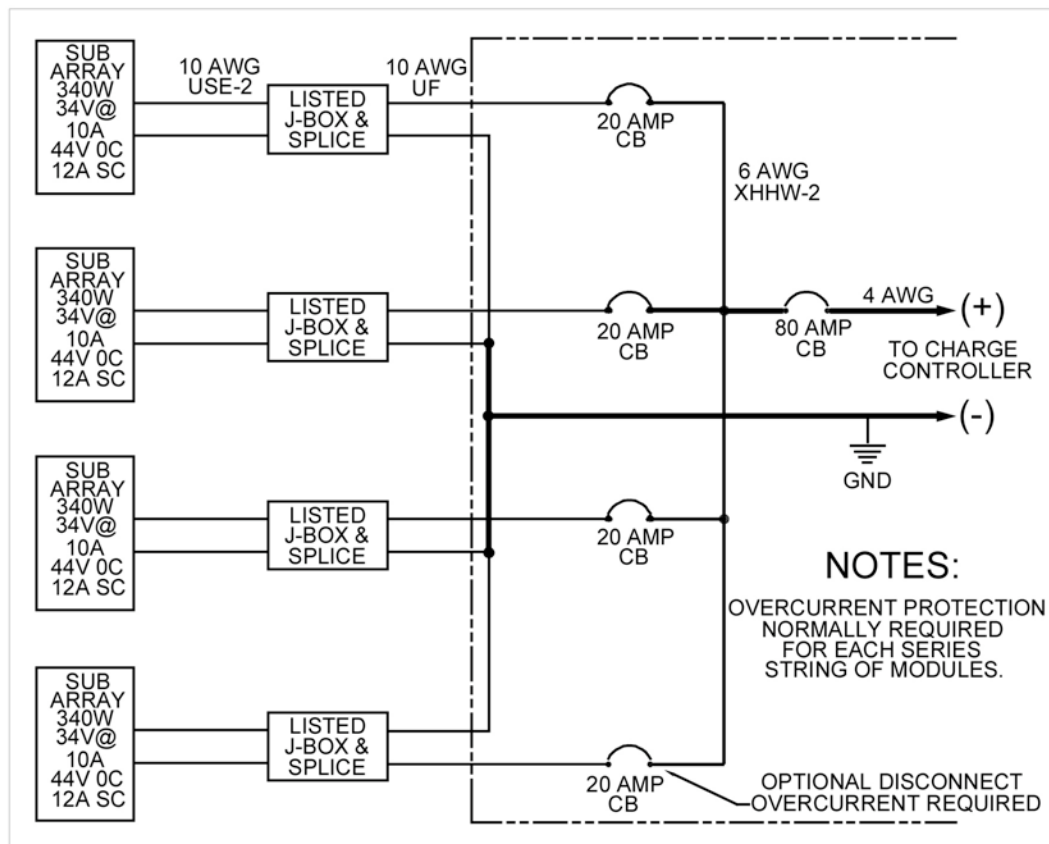 SUB
ARRAY
340W
34V@
10A
44V 0C
12A SC
10 AWG
USE-2
LISTED
J-BOX &
SPLICE
10 AWG
UF
20 AMP
CB
6 AWG
XHHW-2
SUB
ARRAY
340W
34V@
10A
44V 0C
12A SC
LISTED
J-BOX &
SPLICE
20 AMP
CB
80 AMP
CB
4 AWG
(+)
TO CHARGE
CONTROLLER
(-)
GND
SUB
ARRAY
340W
34V@
10A
44V 0C
12A SC
LISTED
J-BOX &
SPLICE
20 AMP
CB
NOTES:
OVERCURRENT PROTECTION
NORMALLY REQUIRED
FOR EACH SERIES
STRING OF MODULES.
SUB
ARRAY
340W
34V@
10A
44V 0C
12A SC
LISTED
J-BOX &
SPLICE
20 AMP
CB
OPTIONAL DISCONNECT
OVERCURRENT REQUIRED